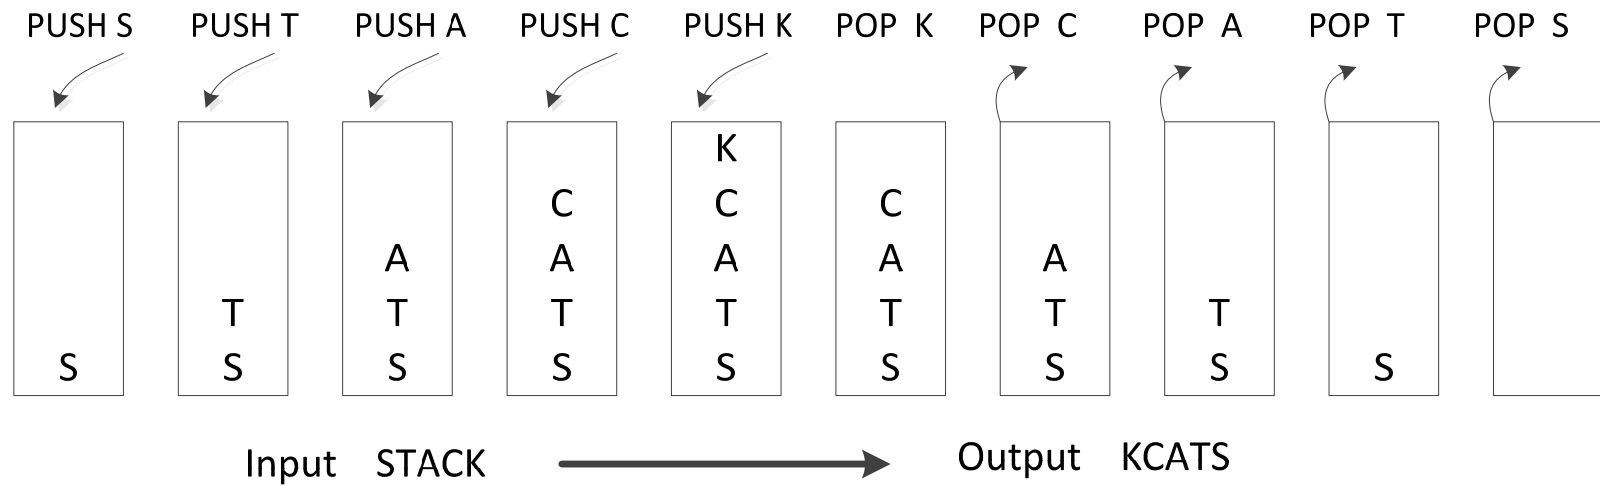 PUSH S PUSH T PUSH A PUSH C PUSH K POP K POP C POP A POP T POP S
K
C C C
A A A A A
T T T T T T T
S S S S S S S S S
Input STACK Output KCATS